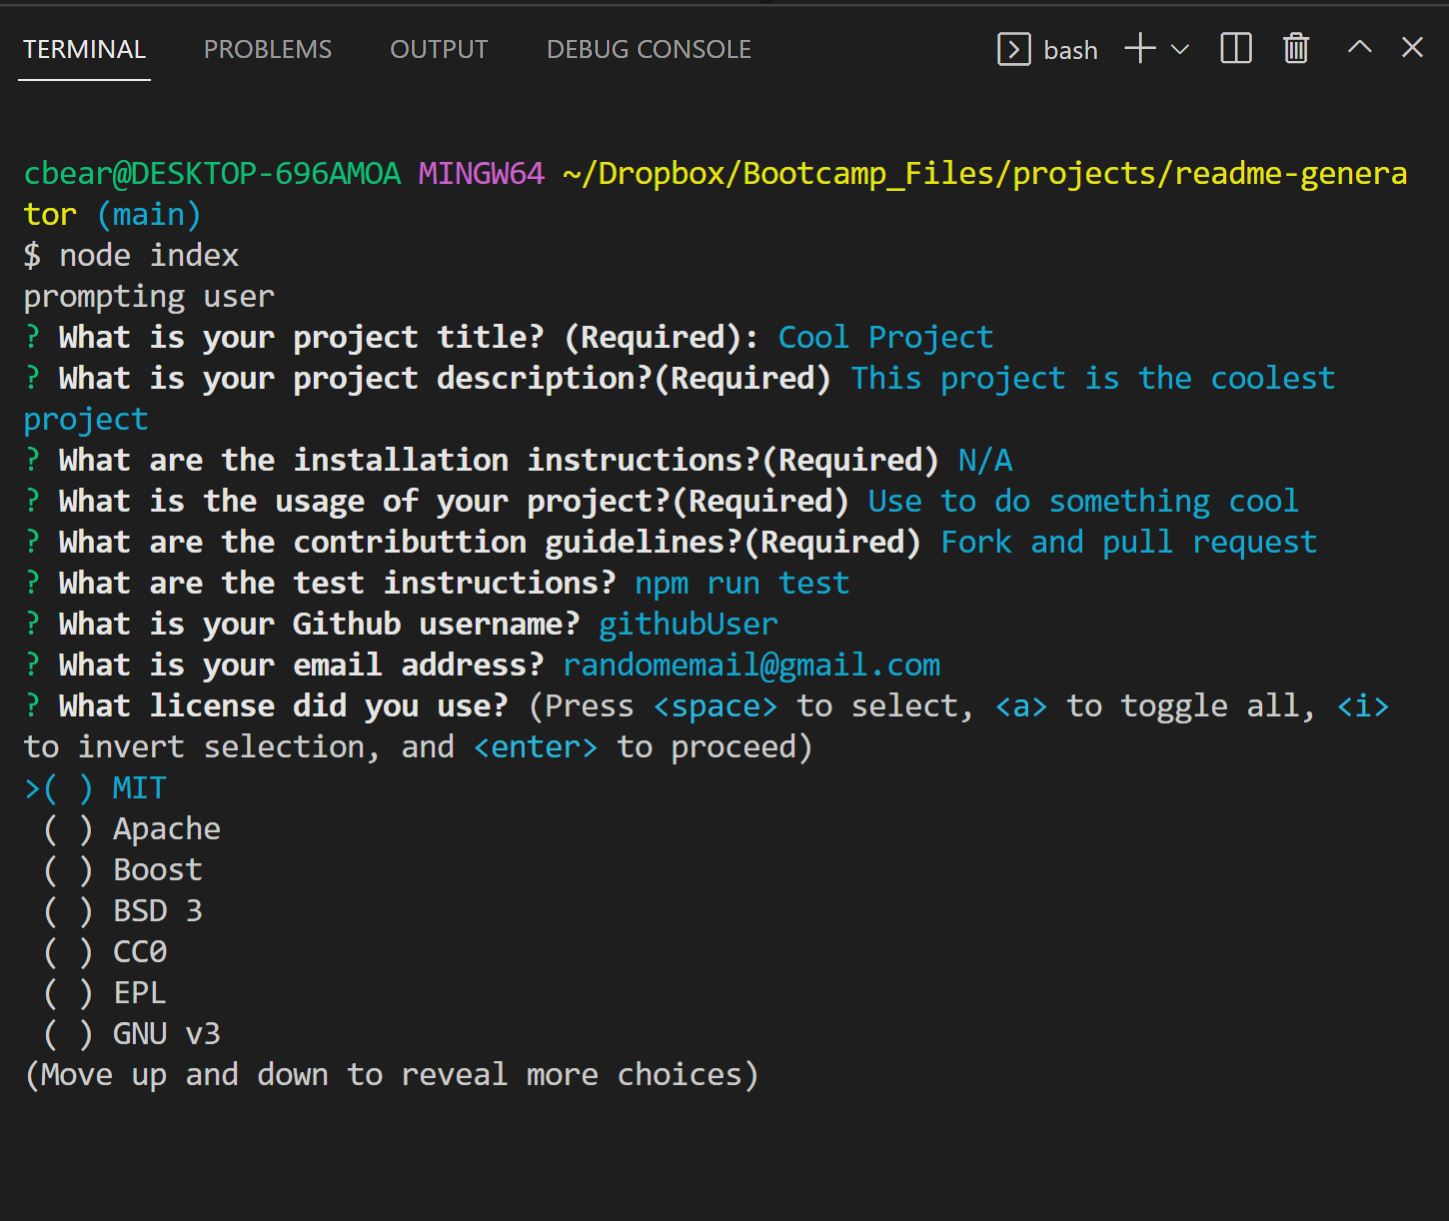 TERMINAL PROBLEMS OUTPUT DEBUG CONSOLE bash
cbear@DESKTOP-696AMOA MINGW64 ~/Dropbox/Bootcamp_Files/projects/readme-genera
tor (main)
$ node index
prompting user
? What is your project title? (Required): Cool Project
? What is your project description?(Required) This project is the coolest
project
? What are the installation instructions?(Required) N/A
? What is the usage of your project?(Required) Use to do something cool
? What are the contributtion guidelines?(Required) Fork and pull request
? What are the test instructions? npm run test
? What is your Github username? githubUser
? What is your email address? randomemail@gmail.com
? What license did you use? (Press <space> to select, <a> to toggle all, <i>
to invert selection, and <enter> to proceed)
>( ) MIT
( ) Apache
( ) Boost
( ) BSD 3
( ) CC0
( ) EPL
( ) GNU v3
(Move up and down to reveal more choices)